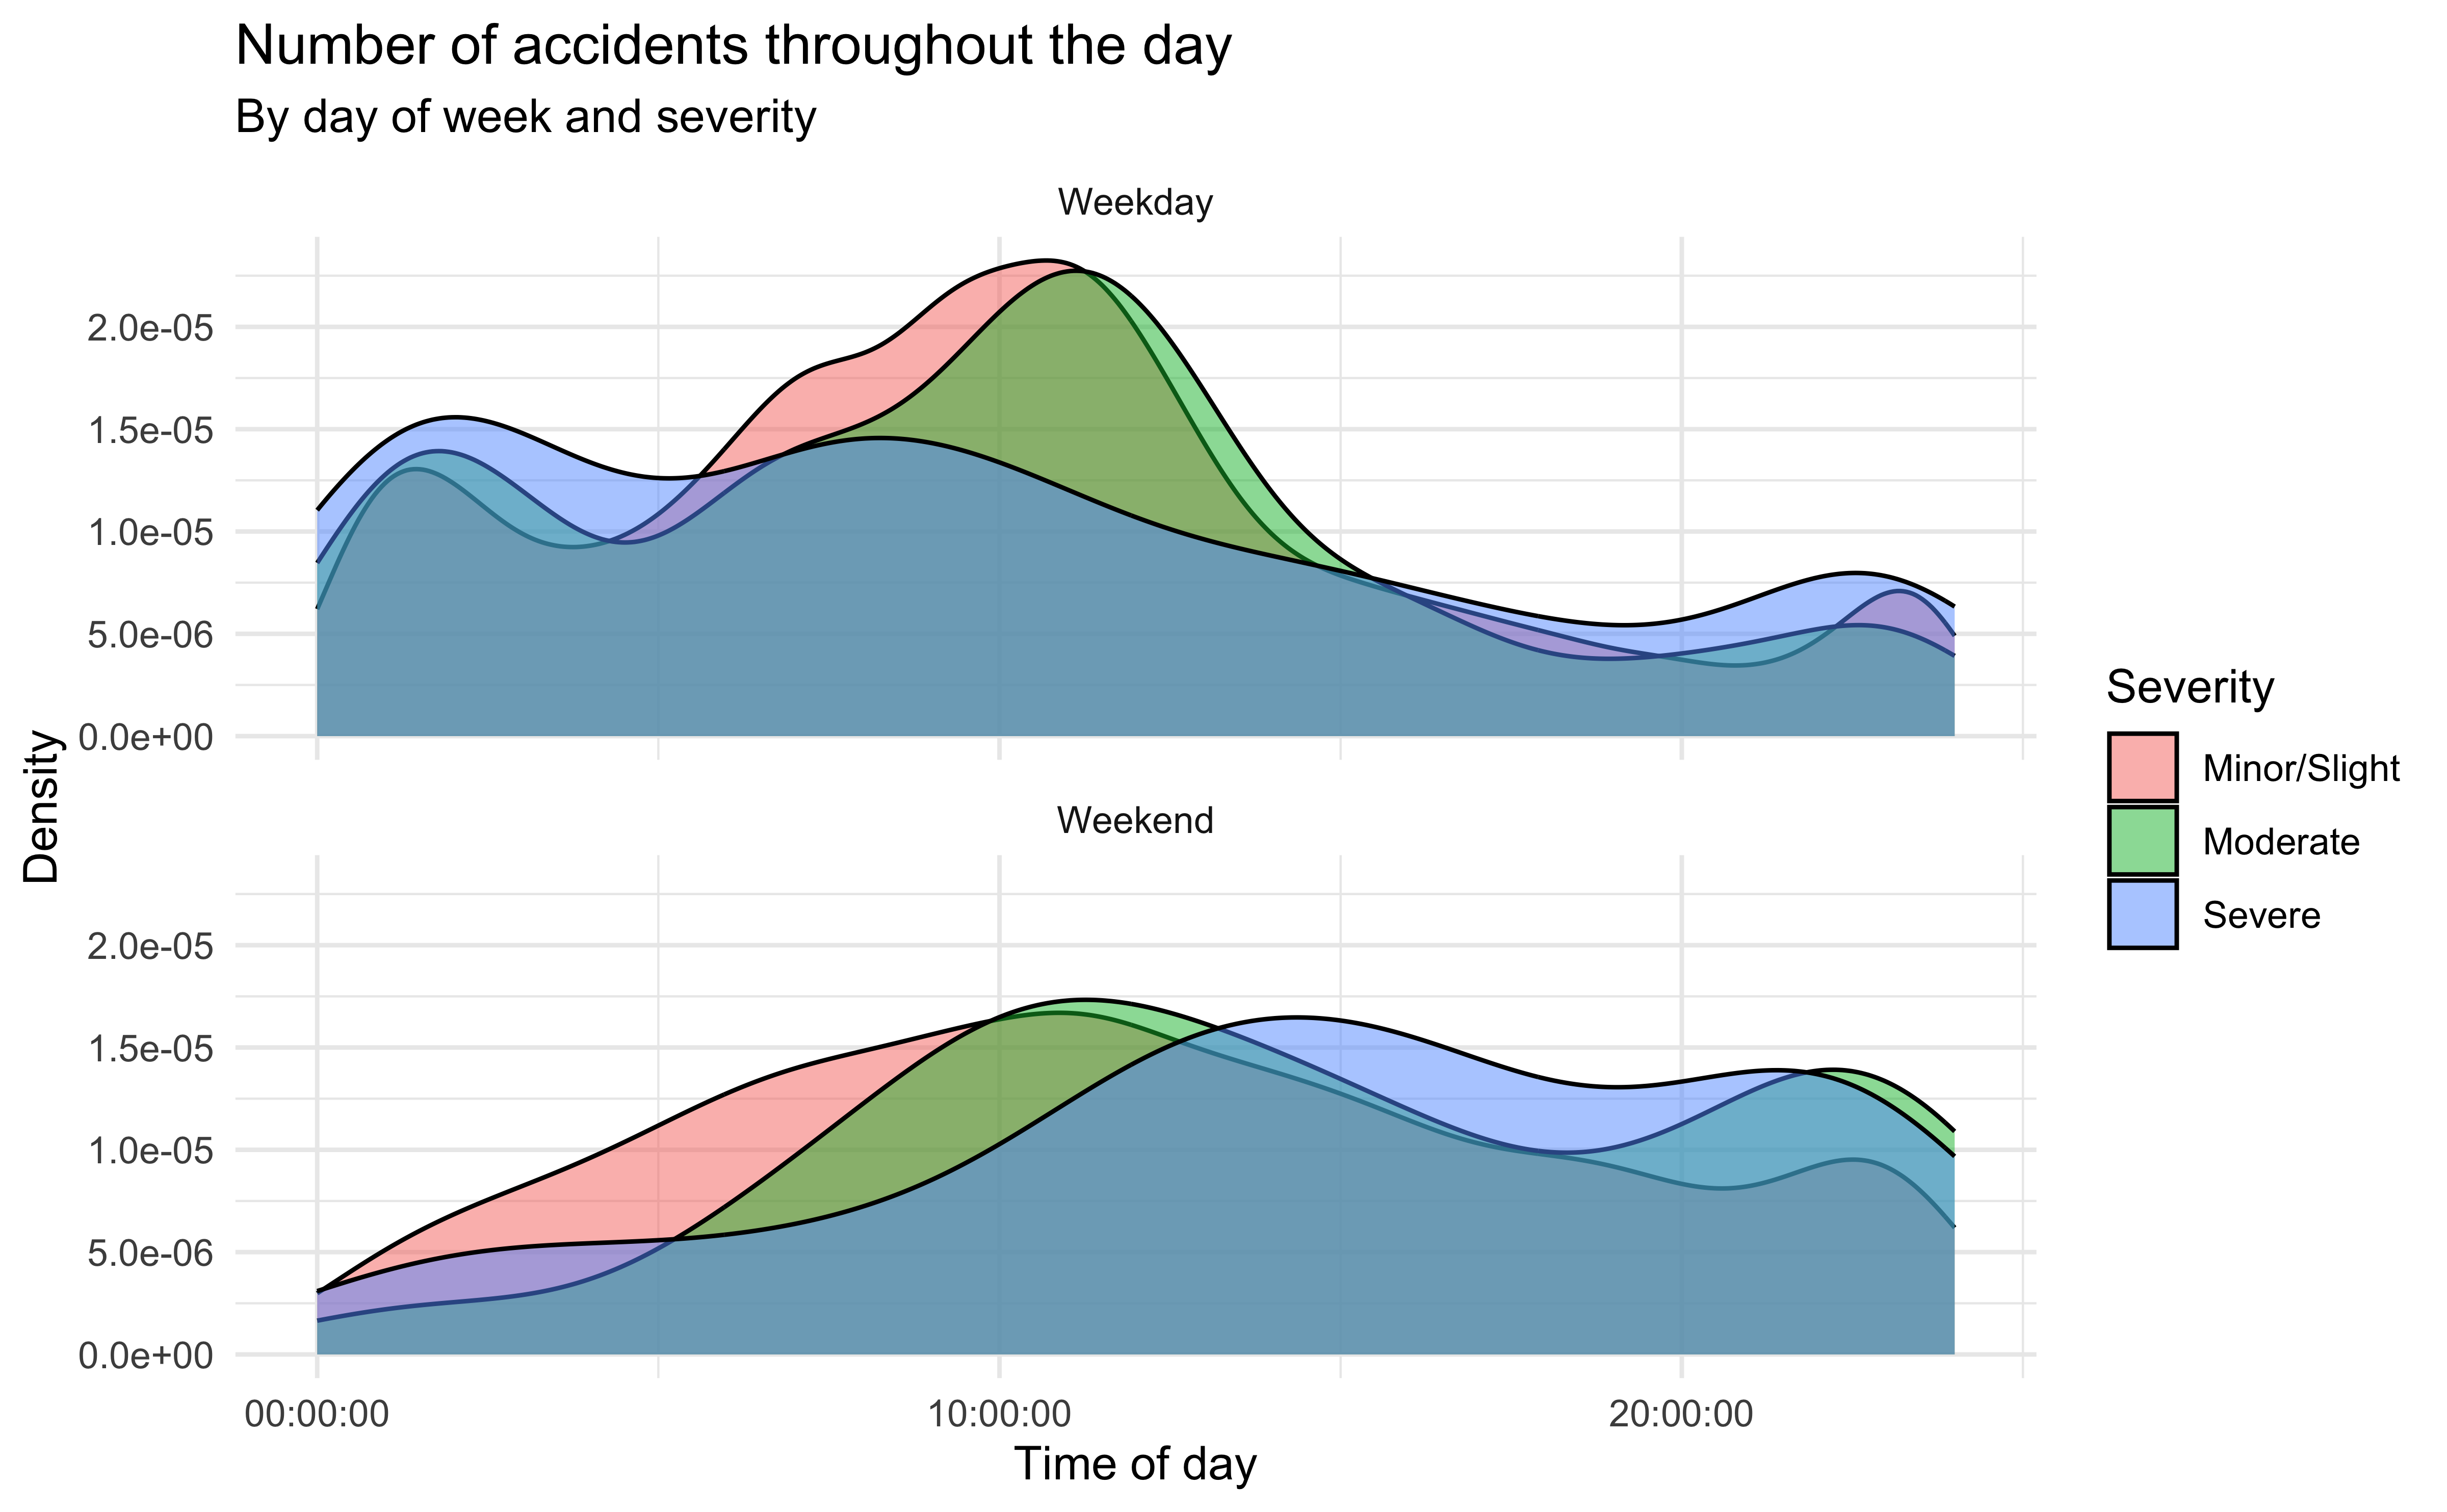 Number of accidents throughout the day
By day of week and severity
Weekday
2.0e-05
1.5e-05
1.0e-05
5.0e-06
0.0e+00
Density
Weekend
2.0e-05
1.5e-05
1.0e-05
5.0e-06
0.0e+00
00:00:00
10:00:00
20:00:00
Time of day
Severity
Minor/Slight
Moderate
Severe